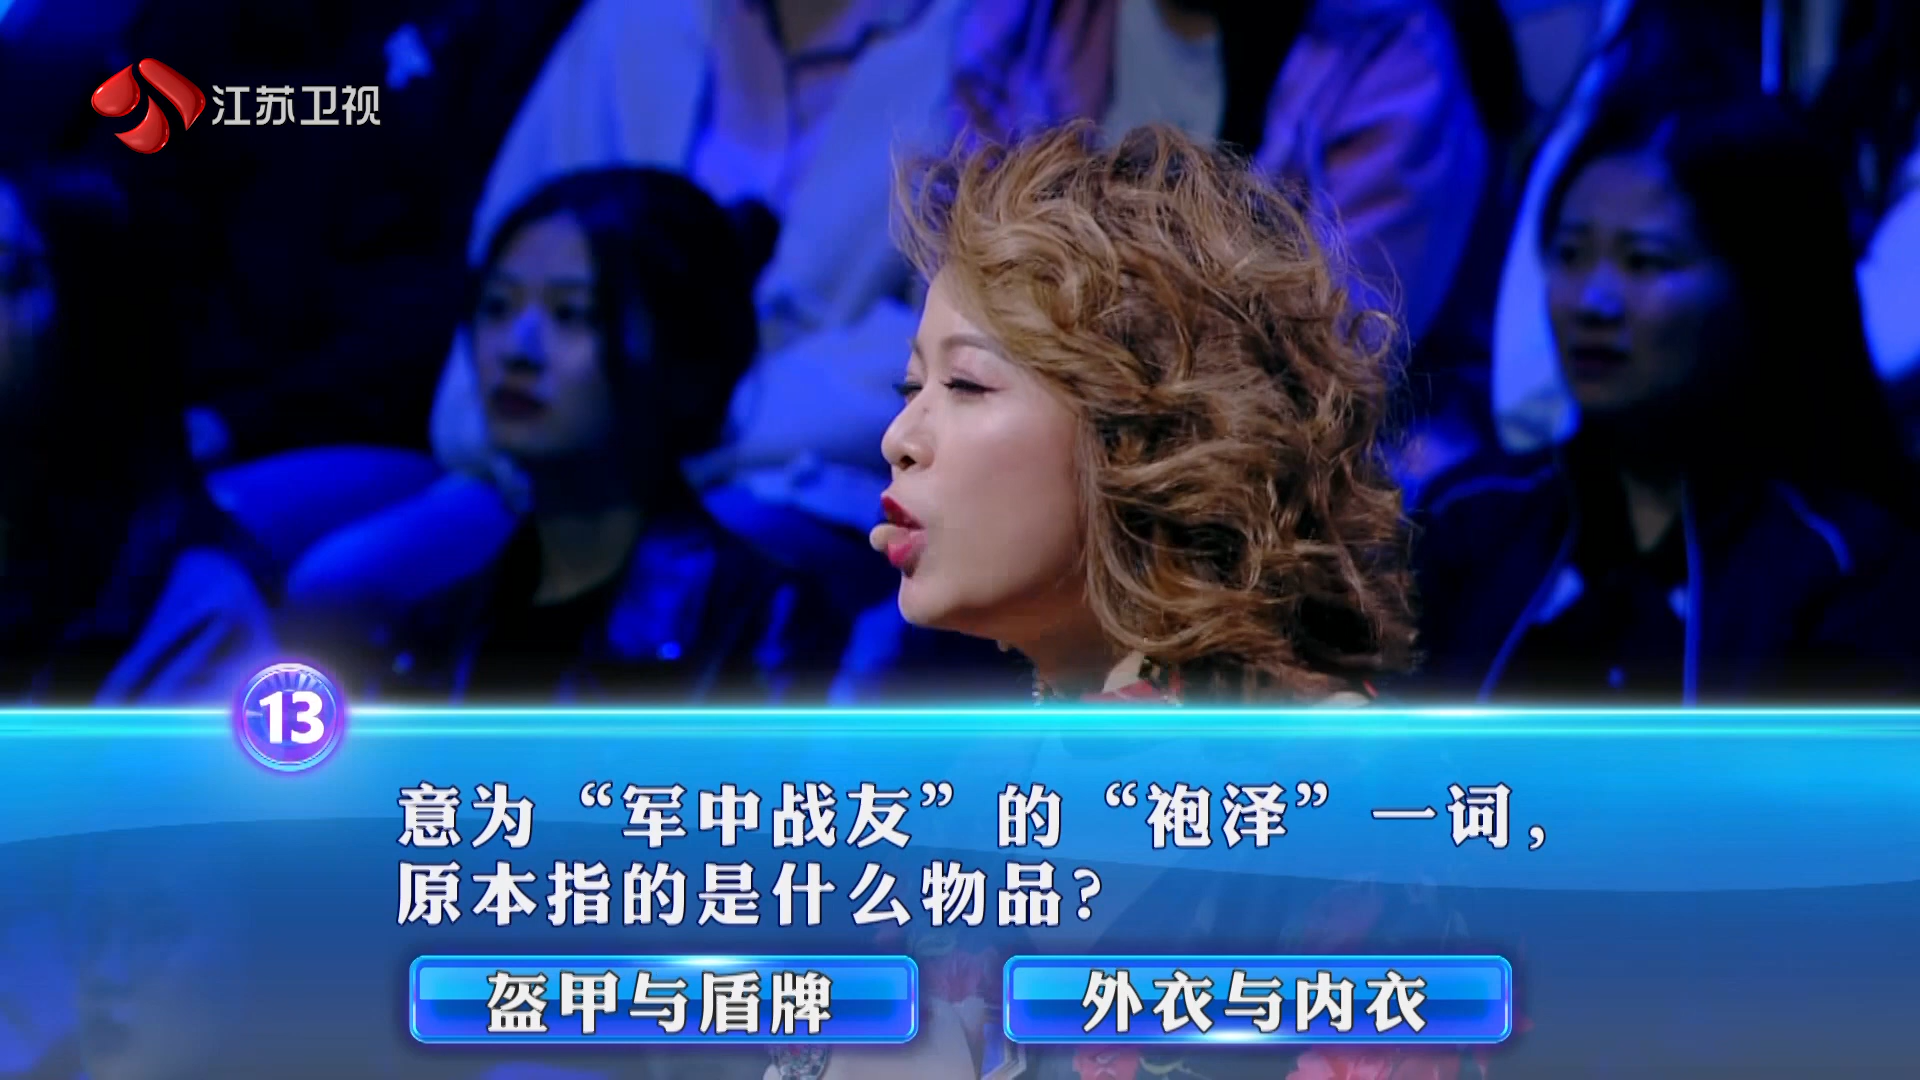 江苏卫视
13
意为“军中战友”的“袍泽”一词，
原本指的是什么物品？
盔甲与盾牌
外衣与内衣